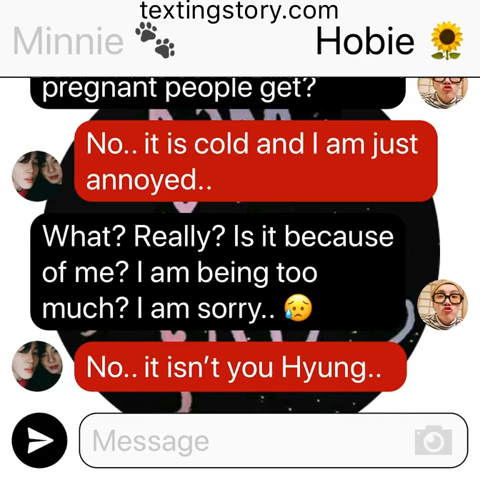 textingstory.com
Minnie 🐾 Hobie 🌻
pregnant people get?
No.. it is cold and I am just
annoyed..
What? Really? Is it because
of me? I am being too
much? I am sorry.. 😥
No.. it isn’t you Hyung..
Message